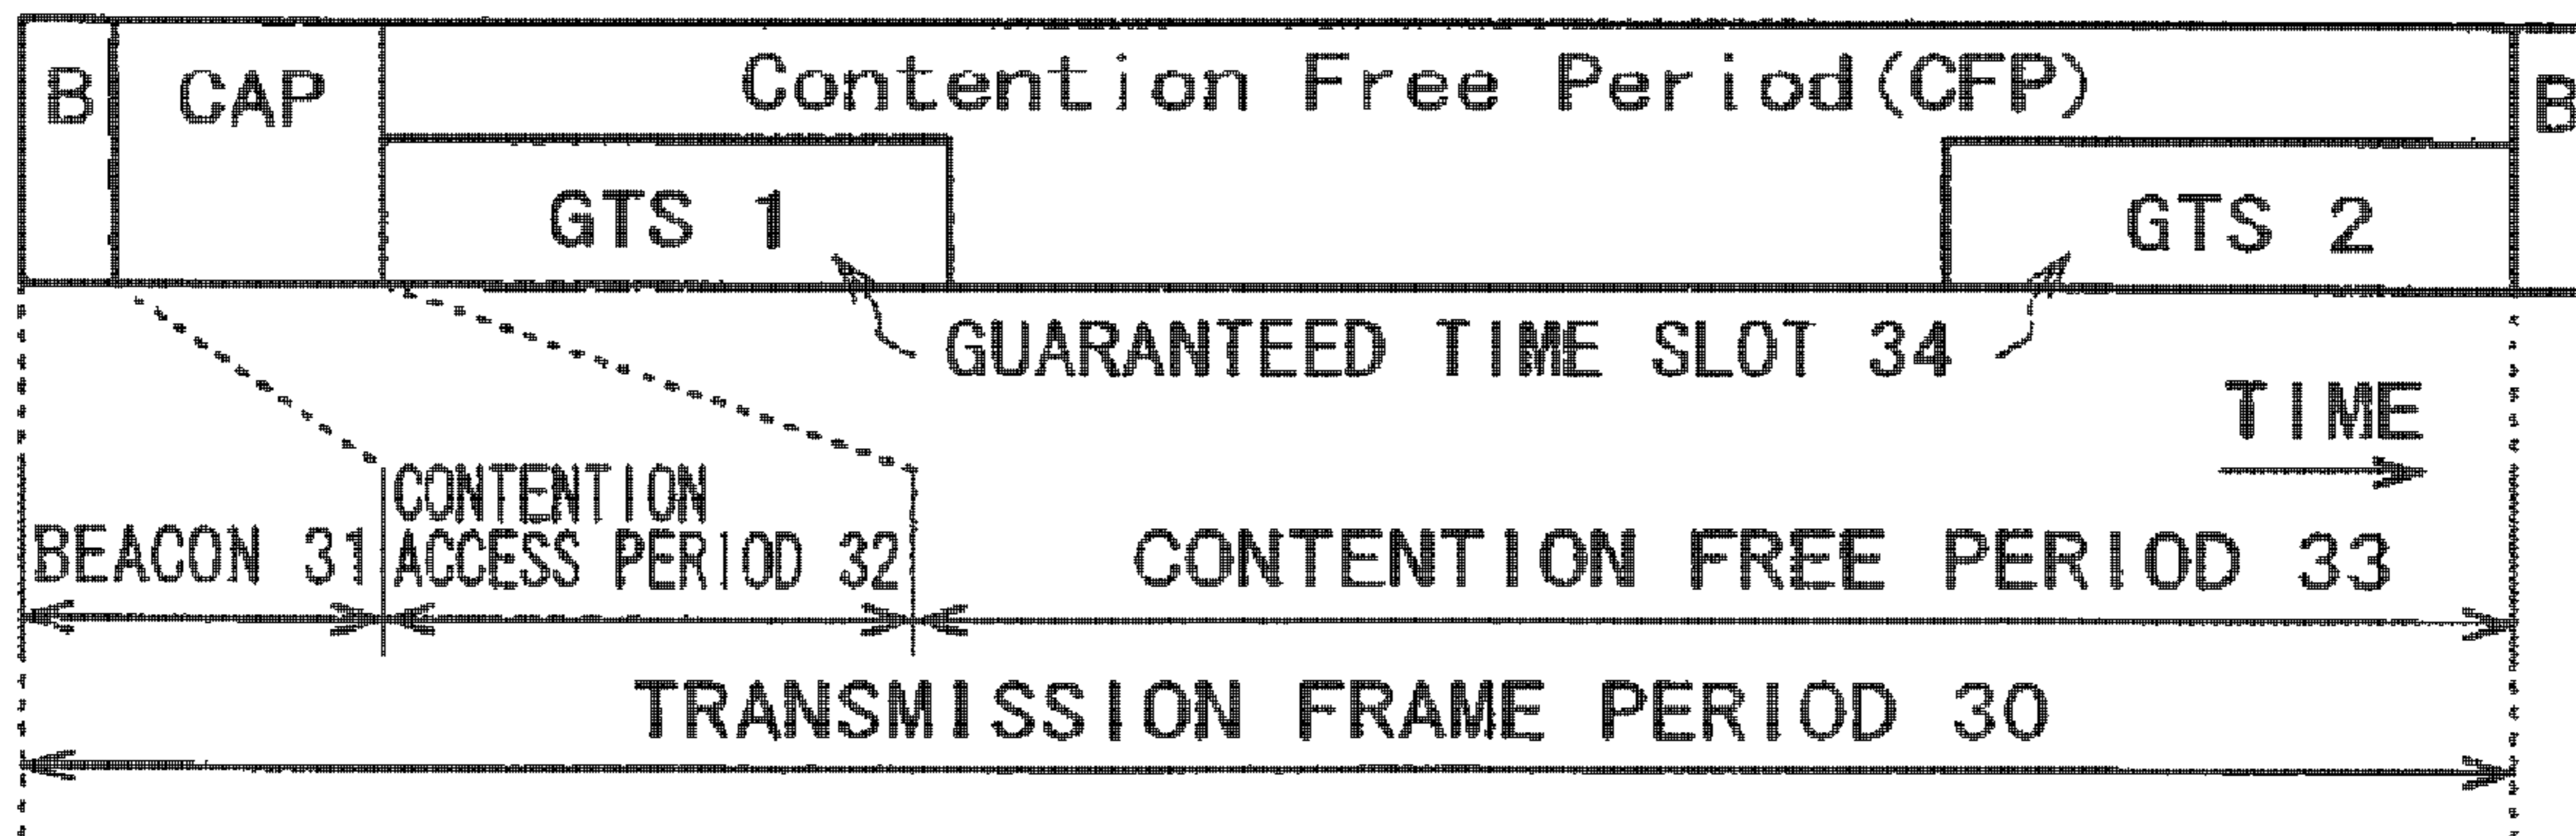 B CAP Contention Free Period(CFP) B
GTS 1 GTS 2
GUARANTEED TIME SLOT 34
TIME
CONTENTION
BEACON 31 ACCESS PERIOD 32 CONTENTION FREE PERIOD 33
TRANSMISSION FRAME PERIOD 30